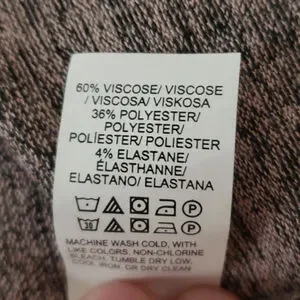 60% VISCOSE/ VISCOSE
/ VISCOSA/ VISKOSA
36% POLYESTER/
POLYESTER/
POLIÉSTER/ POLIESTER
4% ELASTANE/
ÉLASTHANNE/
ELASTANO/ ELASTANA
P
30 P
MACHINE WASH COLD, WITH
LIKE COLORS, NON-CHLORINE
BLEACH, TUMBLE DRY LOW,
COOL IRON, OR DRY CLEAN